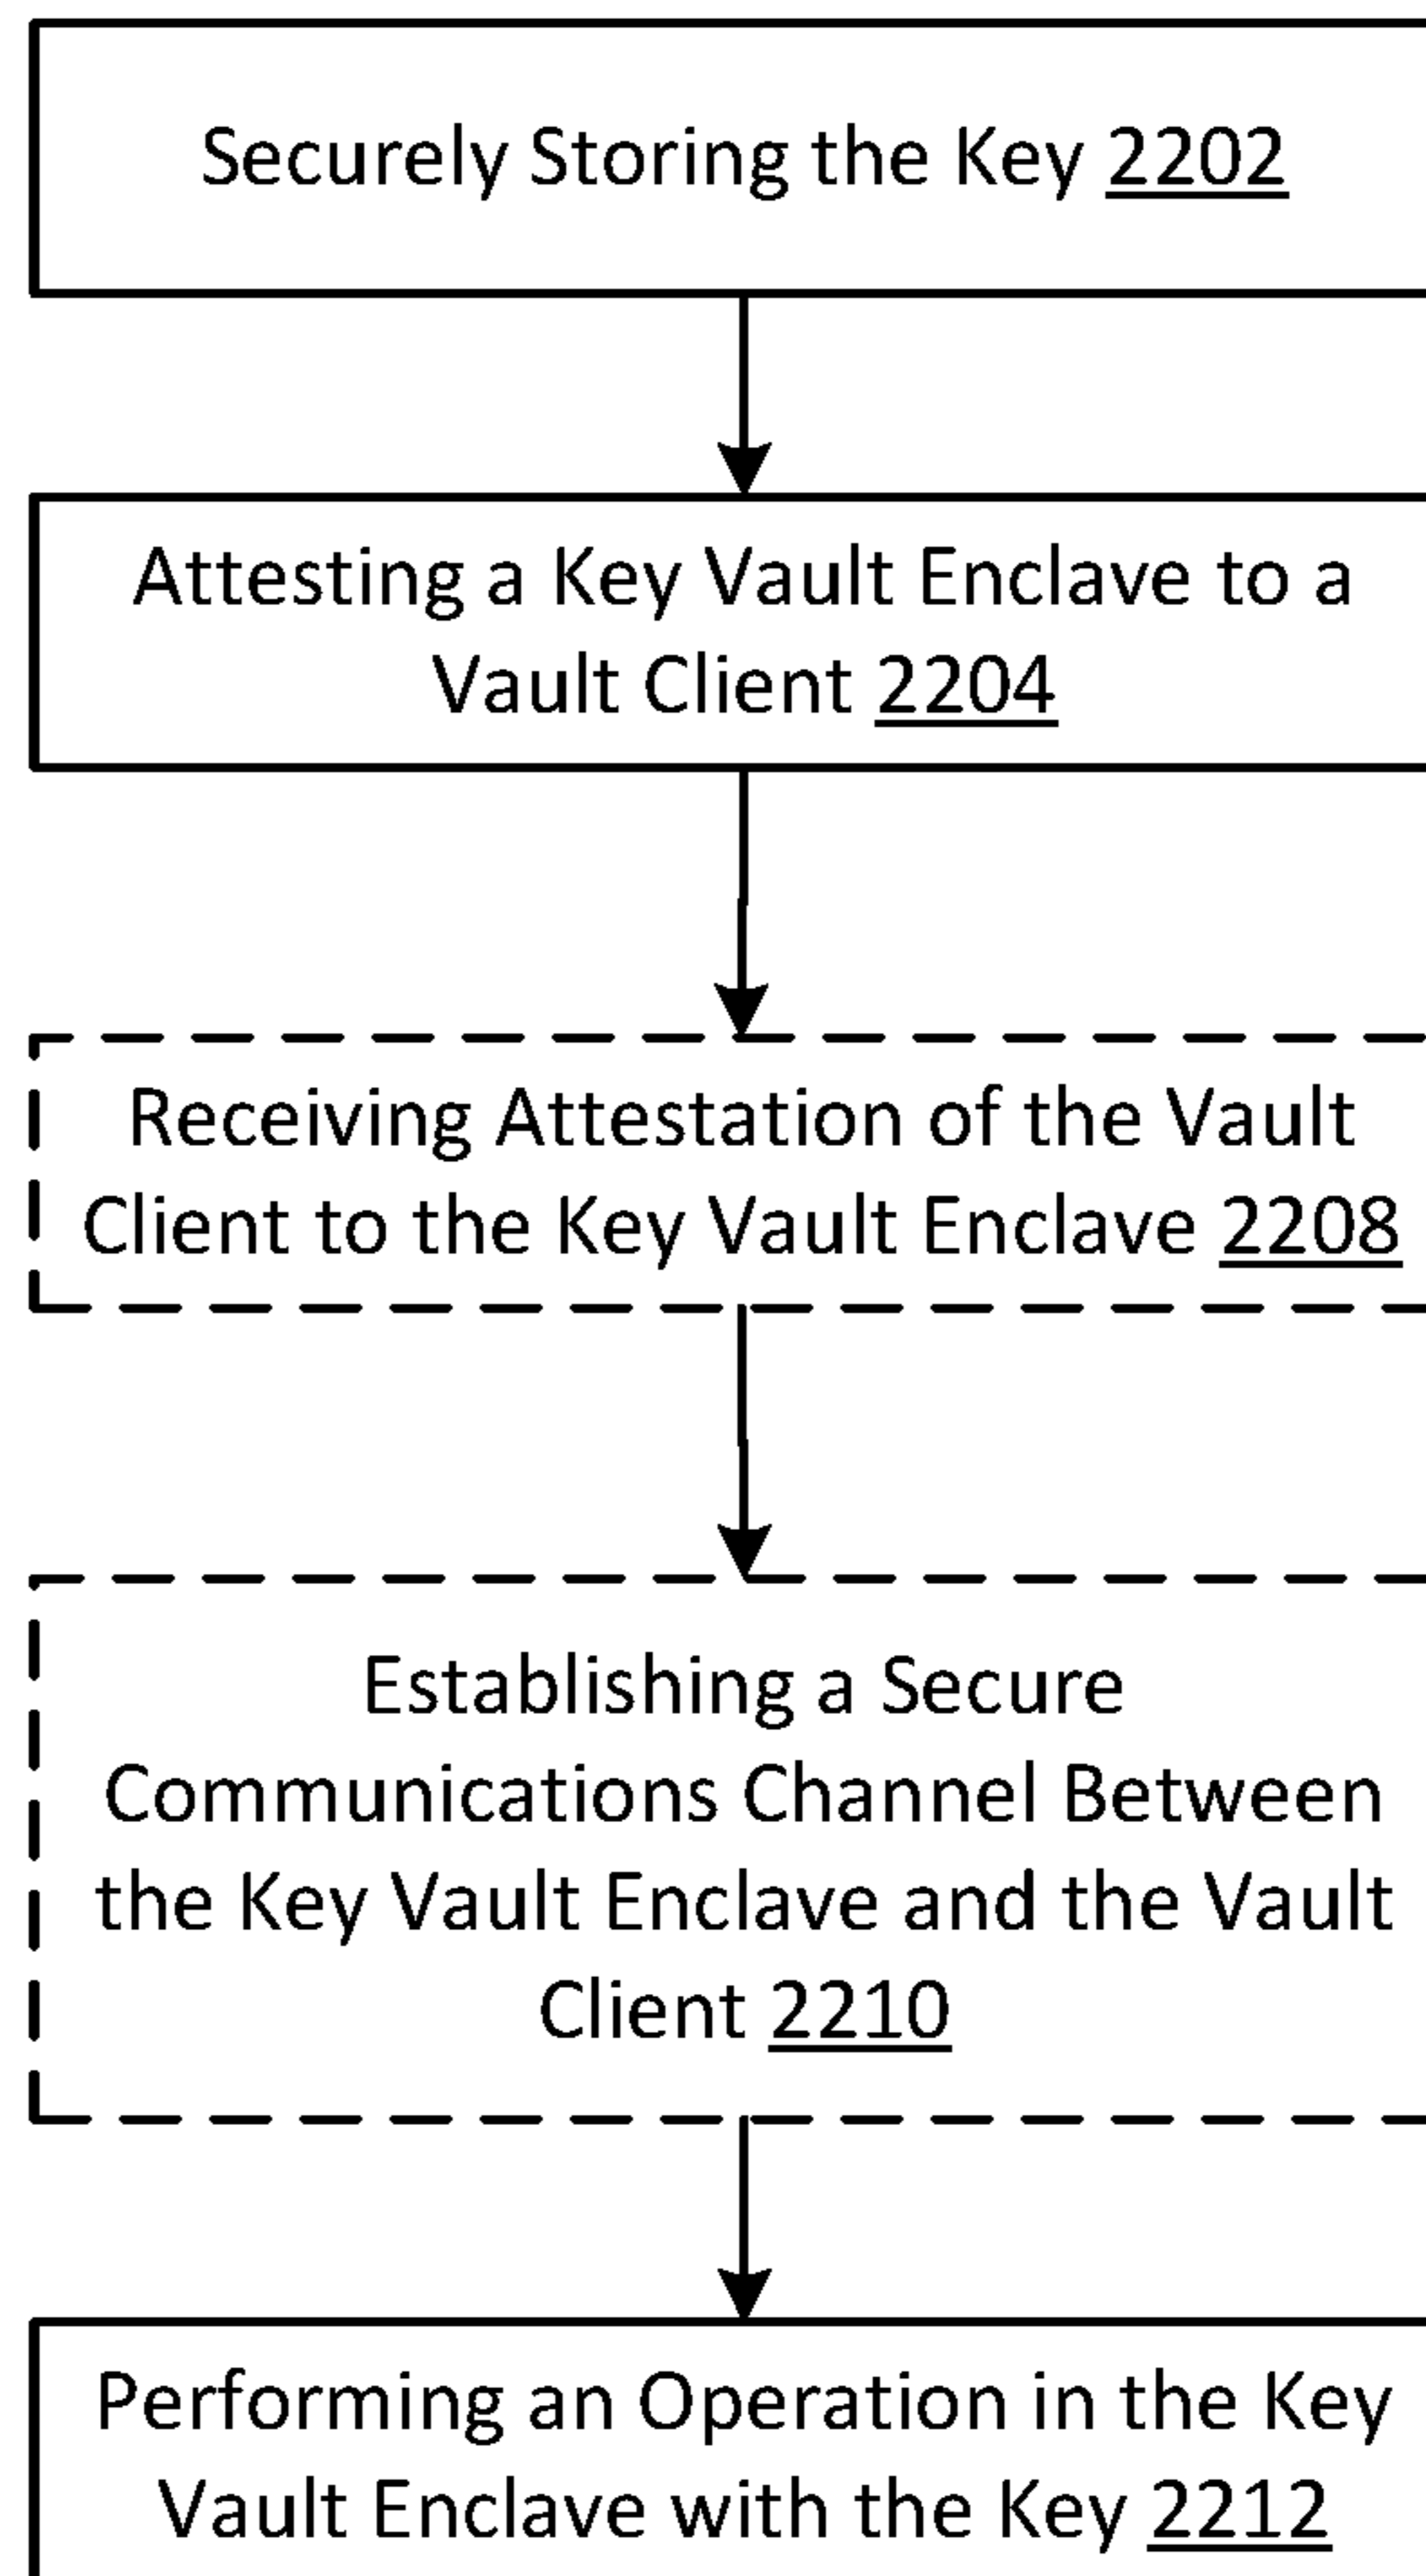 Securely Storing the Key 2202
Attesting a Key Vault Enclave to a
Vault Client 2204
Receiving Attestation of the Vault
Client to the Key Vault Enclave 2208
Establishing a Secure
Communications Channel Between
the Key Vault Enclave and the Vault
Client 2210
Performing an Operation in the Key
Vault Enclave with the Key 2212